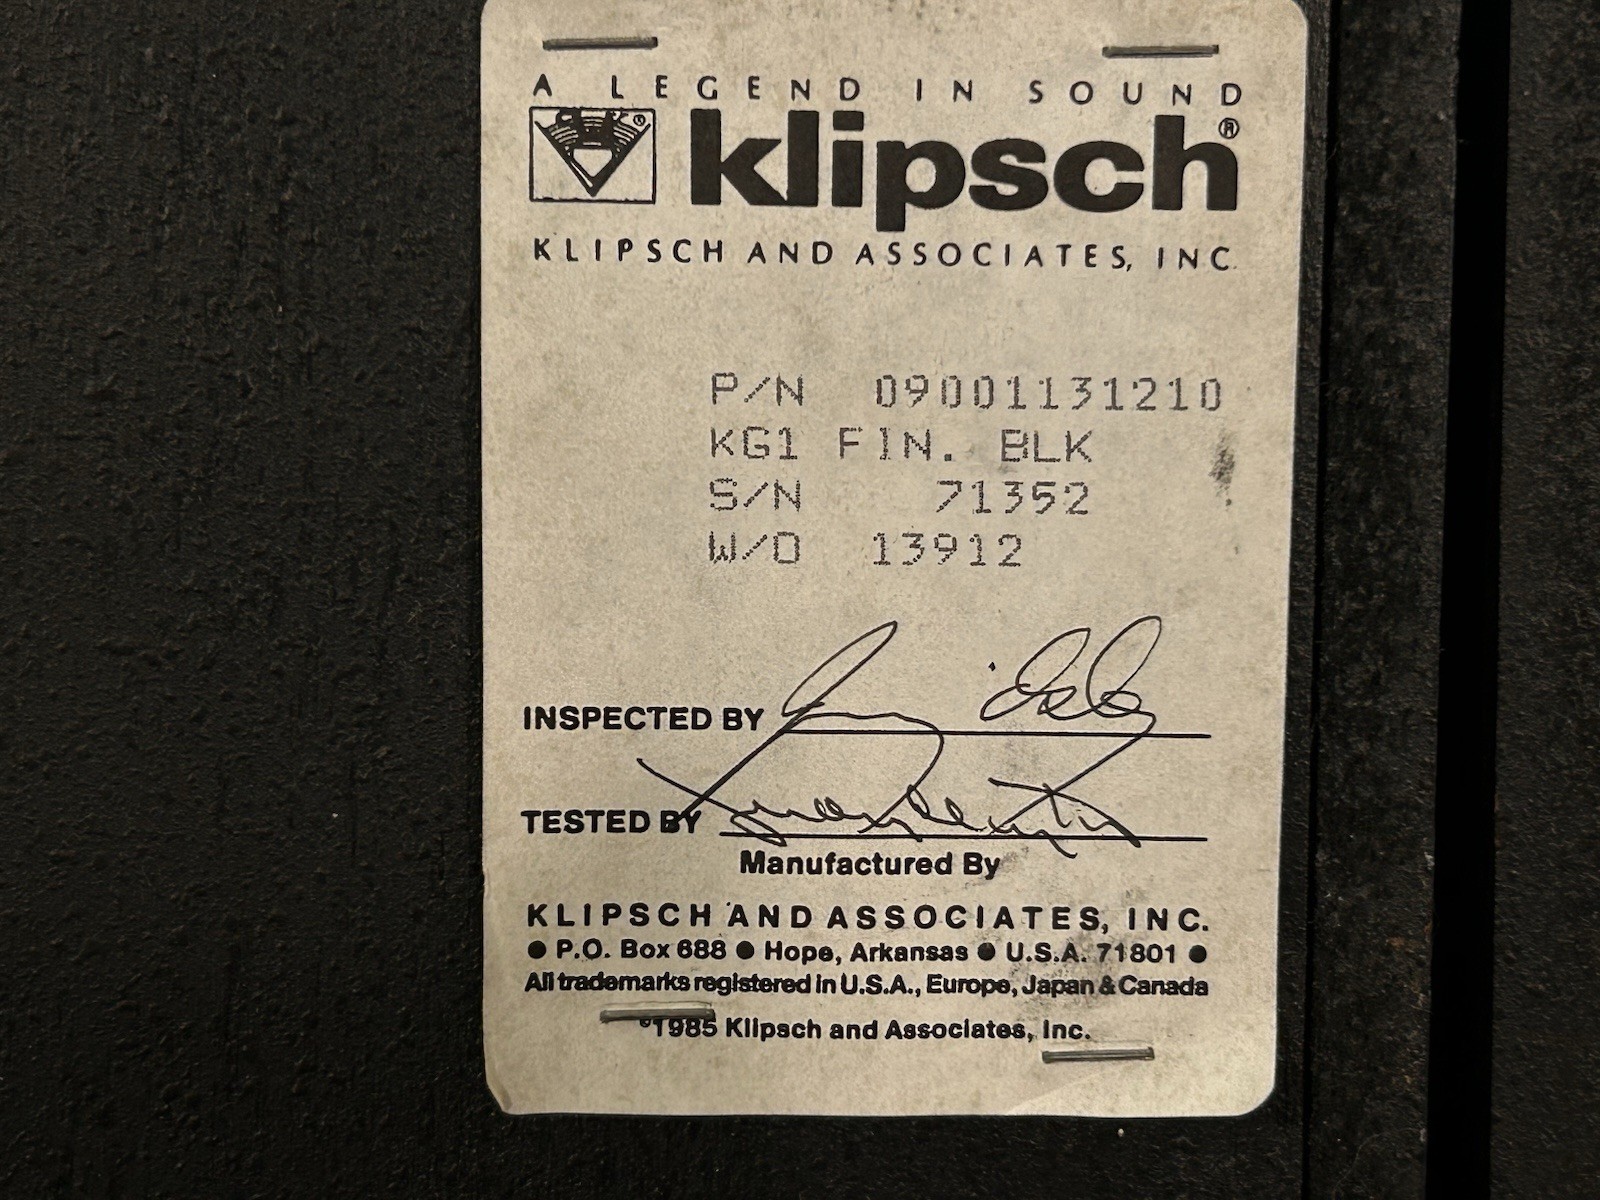 A LEGEND IN SOUND
klipsch®
KLIPSCH AND ASSOCIATES, INC.
P/N 09001131210
KG1 FIN. BLK
S/N 71352
W/O 13912
INSPECTED BY
TESTED BY
Manufactured By
KLIPSCH AND ASSOCIATES, INC.
● P.O. Box 688 ● Hope, Arkansas ● U.S.A. 71801 ●
All trademarks registered in U.S.A., Europe, Japan & Canada
©1985 Klipsch and Associates, Inc.